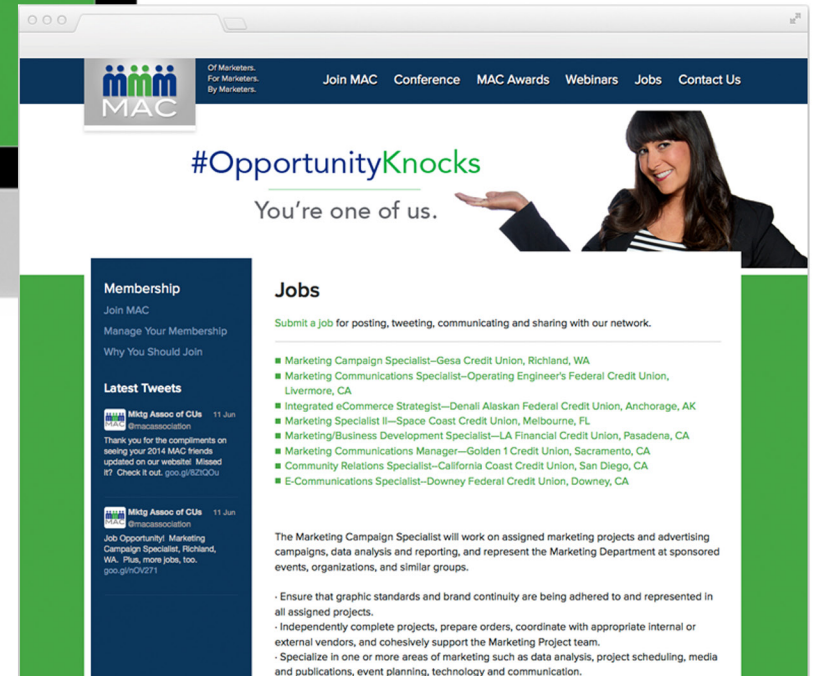 MAC
Of Marketers.
For Marketers.
By Marketers.
Join MAC Conference MAC Awards Webinars Jobs Contact Us
#OpportunityKnocks
You're one of us.
Membership
Join MAC
Manage Your Membership
Why You Should Join
Latest Tweets
MAC
Mktg Assoc of CUs 11 Jun
@macassociation
Thank you for the compliments on
seeing your 2014 MAC friends
updated on our website! Missed
it? Check it out. goo.gl/8ZtQOu
MAC
Mktg Assoc of CUs 11 Jun
@macassociation
Job Opportunity! Marketing
Campaign Specialist, Richland,
WA. Plus, more jobs, too.
goo.gl/nOV271
Jobs
Submit a job for posting, tweeting, communicating and sharing with our network.
Marketing Campaign Specialist–Gesa Credit Union, Richland, WA
Marketing Communications Specialist–Operating Engineer's Federal Credit Union,
Livermore, CA
Integrated eCommerce Strategist—Denali Alaskan Federal Credit Union, Anchorage, AK
Marketing Specialist II—Space Coast Credit Union, Melbourne, FL
Marketing/Business Development Specialist—LA Financial Credit Union, Pasadena, CA
Marketing Communications Manager—Golden 1 Credit Union, Sacramento, CA
Community Relations Specialist–California Coast Credit Union, San Diego, CA
E-Communications Specialist–Downey Federal Credit Union, Downey, CA
The Marketing Campaign Specialist will work on assigned marketing projects and advertising
campaigns, data analysis and reporting, and represent the Marketing Department at sponsored
events, organizations, and similar groups.
· Ensure that graphic standards and brand continuity are being adhered to and represented in
all assigned projects.
· Independently complete projects, prepare orders, coordinate with appropriate internal or
external vendors, and cohesively support the Marketing Project team.
· Specialize in one or more areas of marketing such as data analysis, project scheduling, media
and publications, event planning, technology and communication.